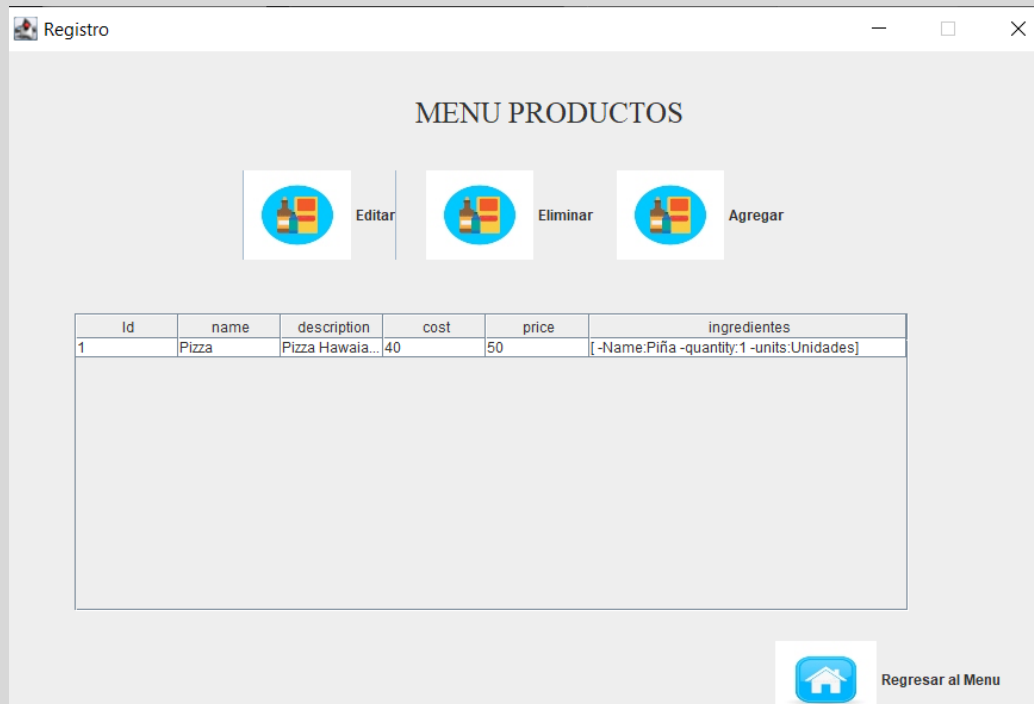 Registro
MENU PRODUCTOS
Editar Eliminar Agregar
Id name description cost price ingredientes
1 Pizza Pizza Hawaia... 40 50 [ -Name:Piña -quantity:1 -units:Unidades]
Regresar al Menu